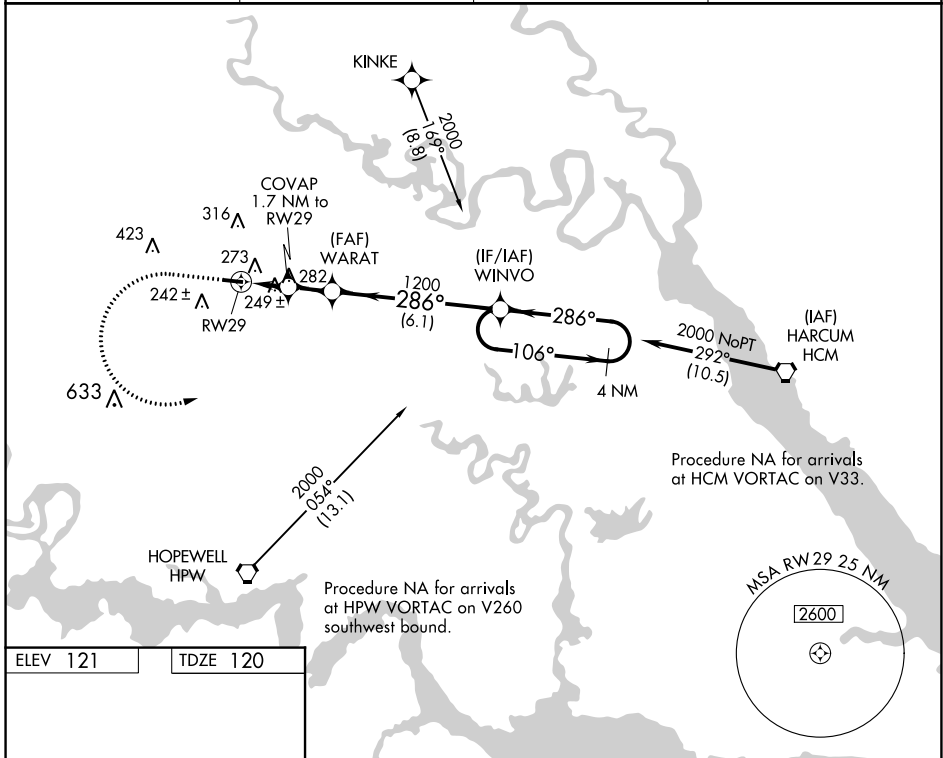 KINKE
2000
169°
(8.8)
COVAP
1.7 NM to
RW29
316
423
(FAF)
WARAT
273
282
(IF/IAF)
WINVO
1200
286°
(6.1)
286°
242 ±
249 ±
RW29
106°
4 NM
2000 NoPT
292°
(10.5)
(IAF)
HARCUM
HCM
633
Procedure NA for arrivals
at HCM VORTAC on V33.
2000
054°
(13.1)
HOPEWELL
HPW
Procedure NA for arrivals
at HPW VORTAC on V260
southwest bound.
MSA RW29 25 NM
2600
ELEV 121
TDZE 120